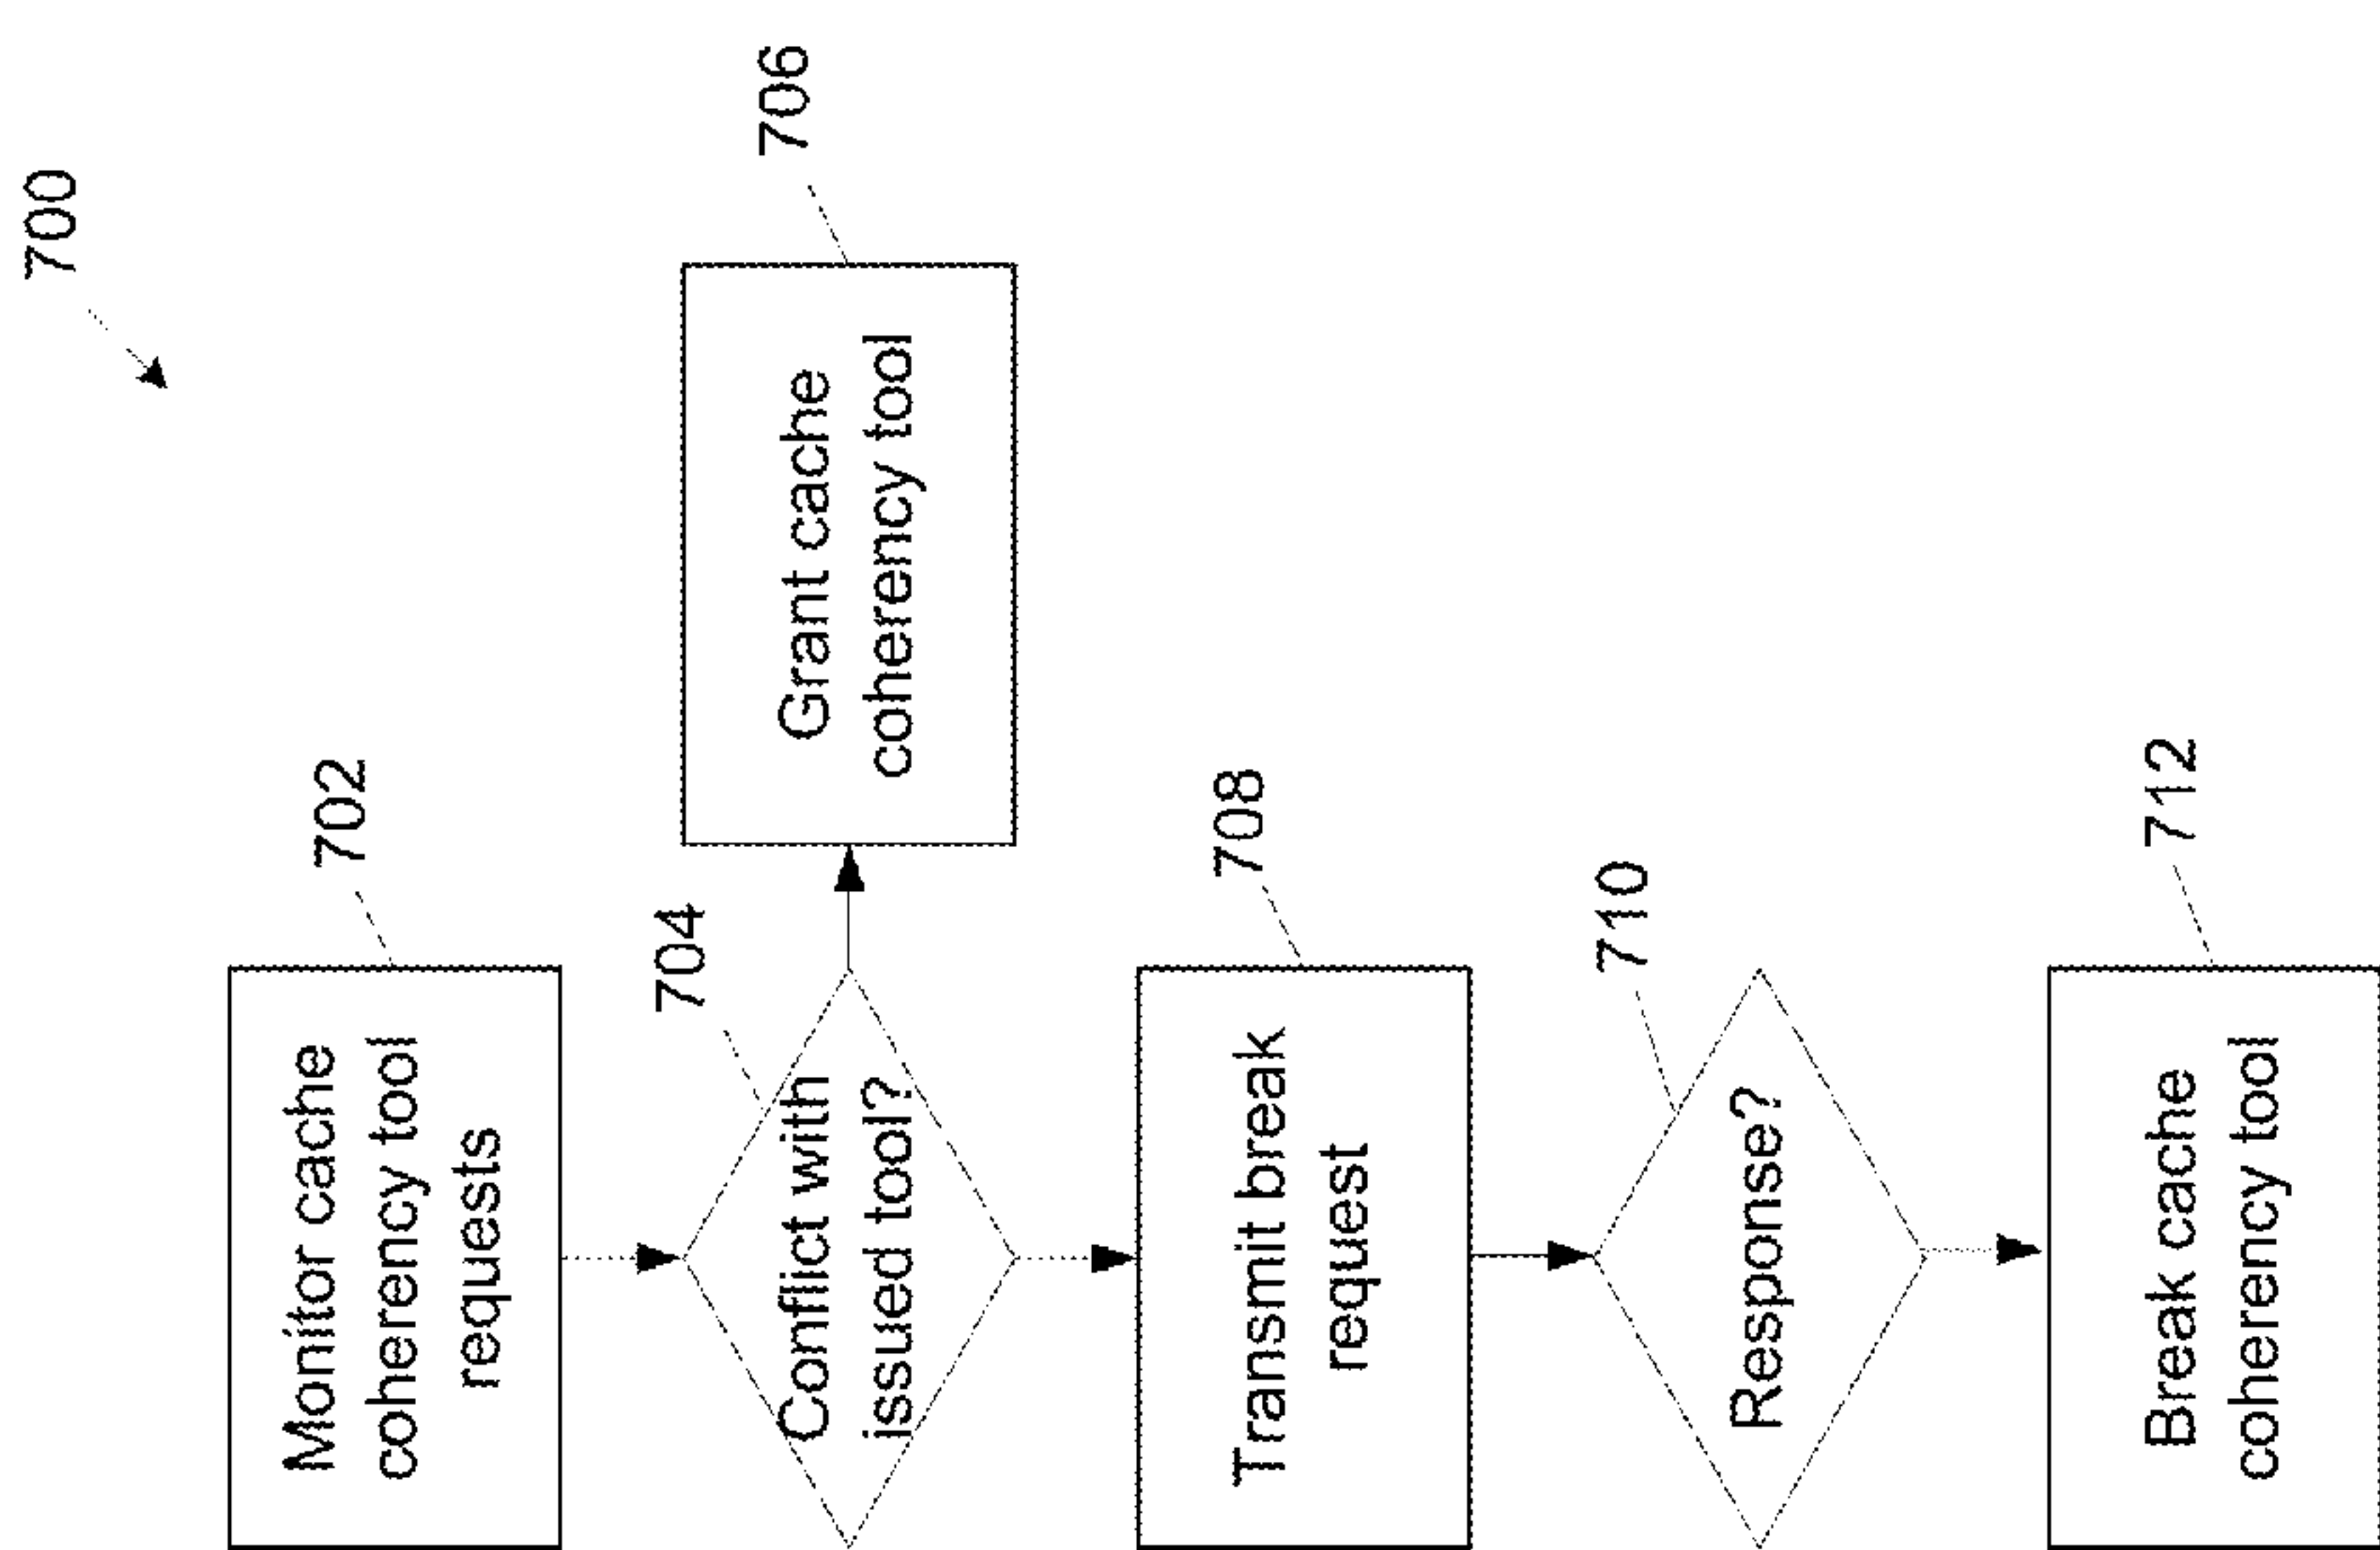 700
702
Monitor cache
coherency tool
requests
704
Conflict with
issued tool?
706
Grant cache
coherency tool
708
Transmit break
request
710
Response?
712
Break cache
coherency tool